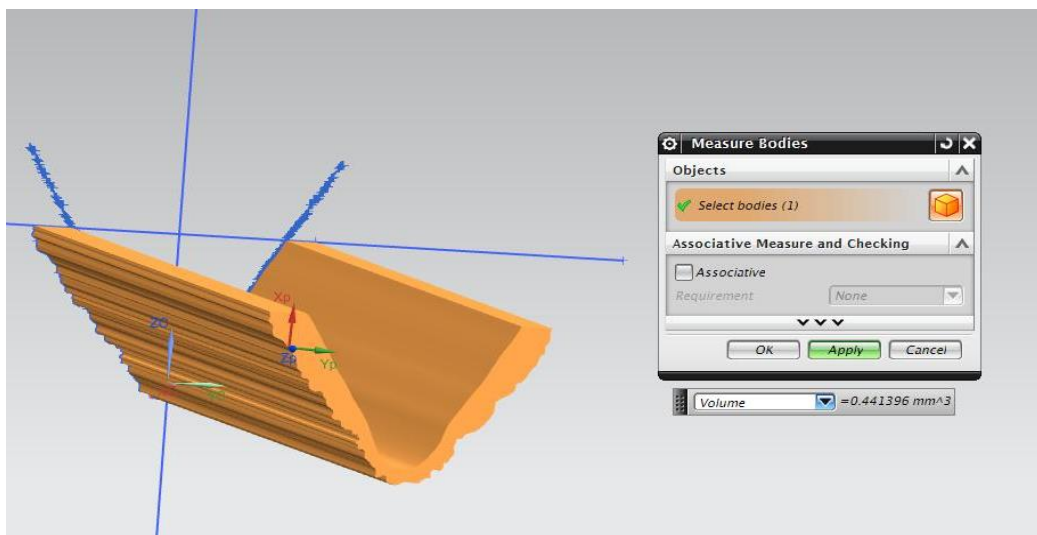 Measure Bodies
Objects
Select bodies (1)
Associative Measure and Checking
Associative
Requirement
None
OK
Apply
Cancel
Volume
=0.441396 mm^3
Xp
Yp
Zp